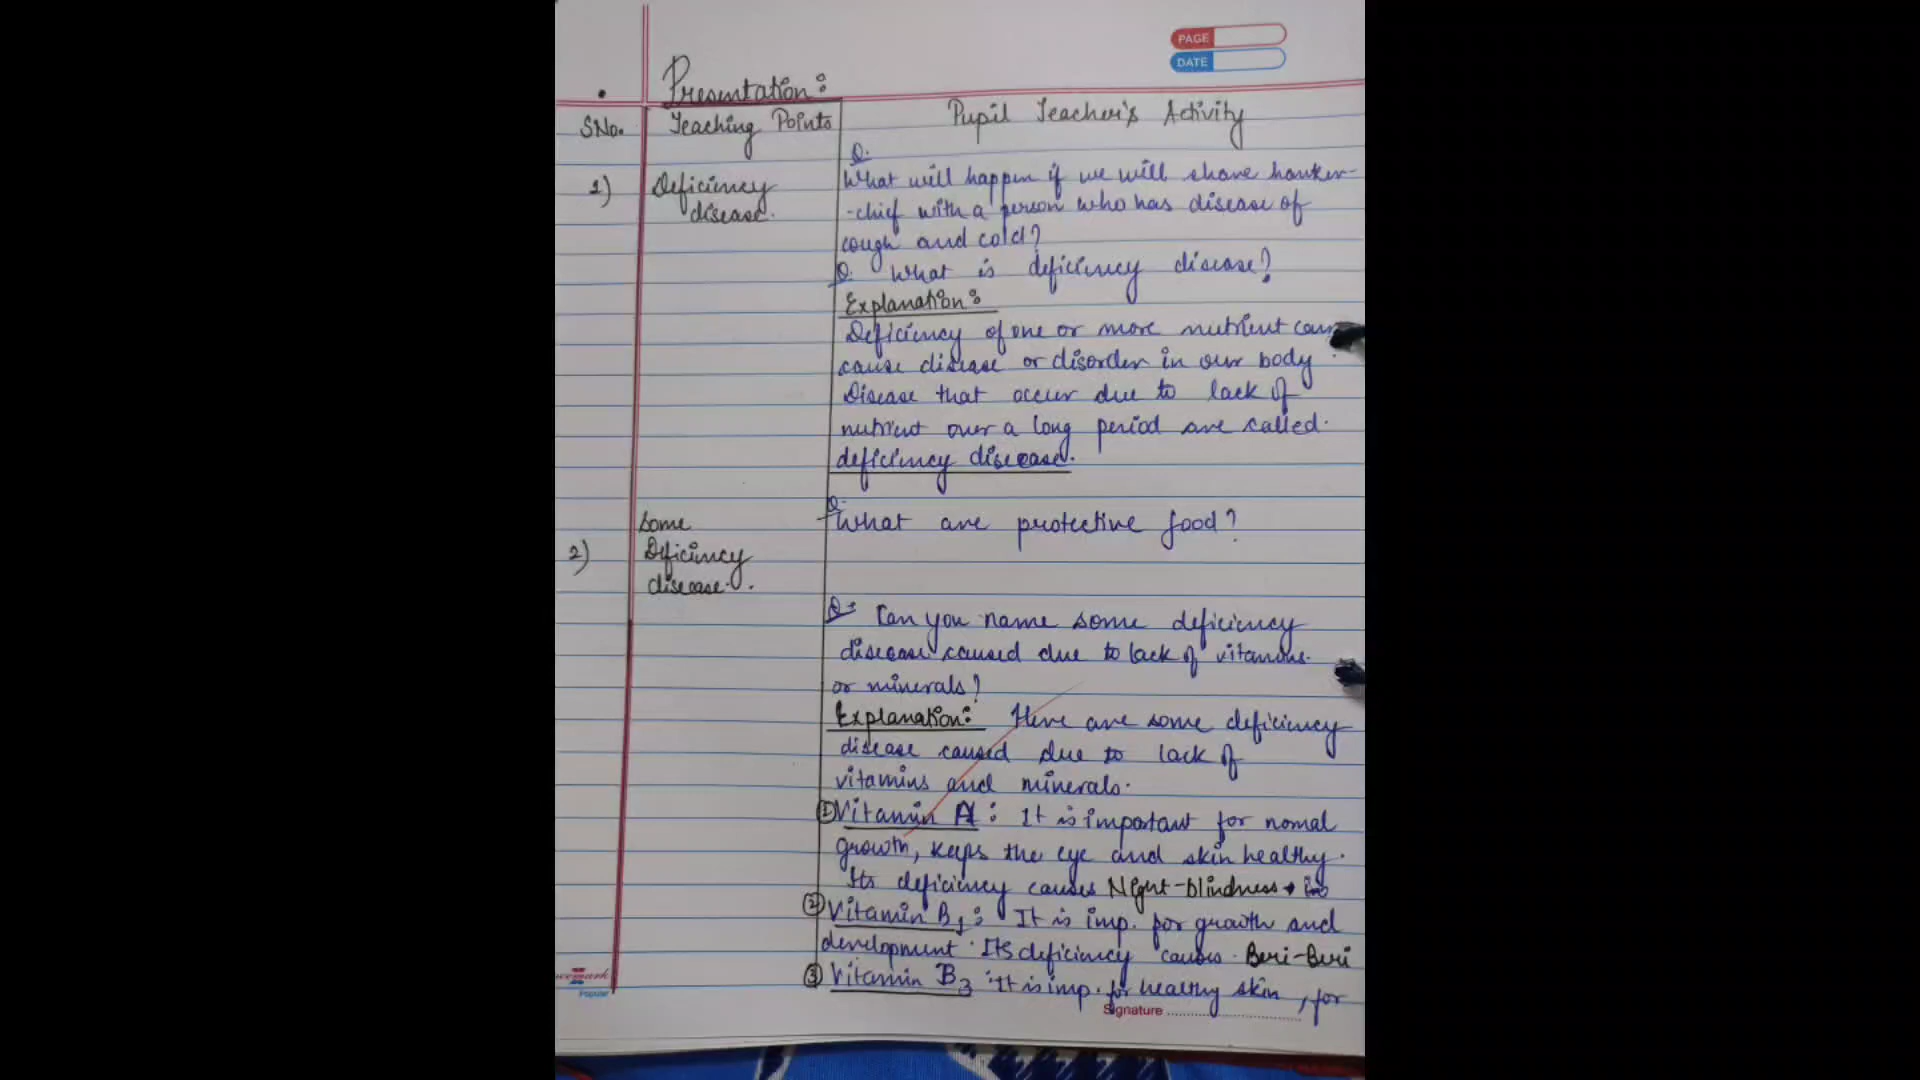 PAGE
DATE
Presentation:
SNo. Teaching Points Pupil Teacher's Activity
Q.
1) Deficiency What will happen if we will share hanker-
disease. -chief with a person who has disease of
cough and cold?
Q. What is deficiency disease?
Explanation:
Deficiency of one or more nutrient can
cause disease or disorder in our body.
Disease that occur due to lack of
nutrient over a long period are called.
deficiency disease.
Q.
some What are protective food?
2) Deficiency
disease.
Q: Can you name some deficiency
disease caused due to lack of vitamins.
or minerals?
Explanation: Here are some deficiency
disease caused due to lack of
vitamins and minerals.
① Vitamin A: It is important for nomal
growth, keeps the eye and skin healthy.
Its deficiency causes Night-blindness
② Vitamin B1: It is imp. for growth and
development. Its deficiency causes. Beri-Beri
③ Vitamin B3: It is imp. for healthy skin, for
Popular
Signature